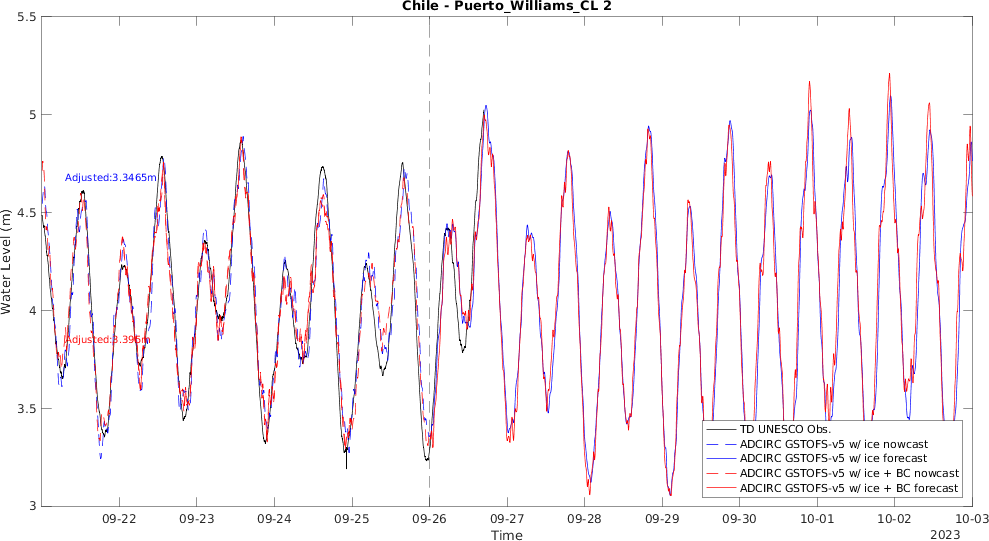 Chile - Puerto_Williams_CL 2
5.5
5
4.5
4
3.5
3
Water Level (m)
Adjusted:3.3465m
Adjusted:3.395m
TD UNESCO Obs.
ADCIRC GSTOFS-v5 w/ ice nowcast
ADCIRC GSTOFS-v5 w/ ice forecast
ADCIRC GSTOFS-v5 w/ ice + BC nowcast
ADCIRC GSTOFS-v5 w/ ice + BC forecast
09-22 09-23 09-24 09-25 09-26 09-27 09-28 09-29 09-30 10-01 10-02 10-03
Time
2023